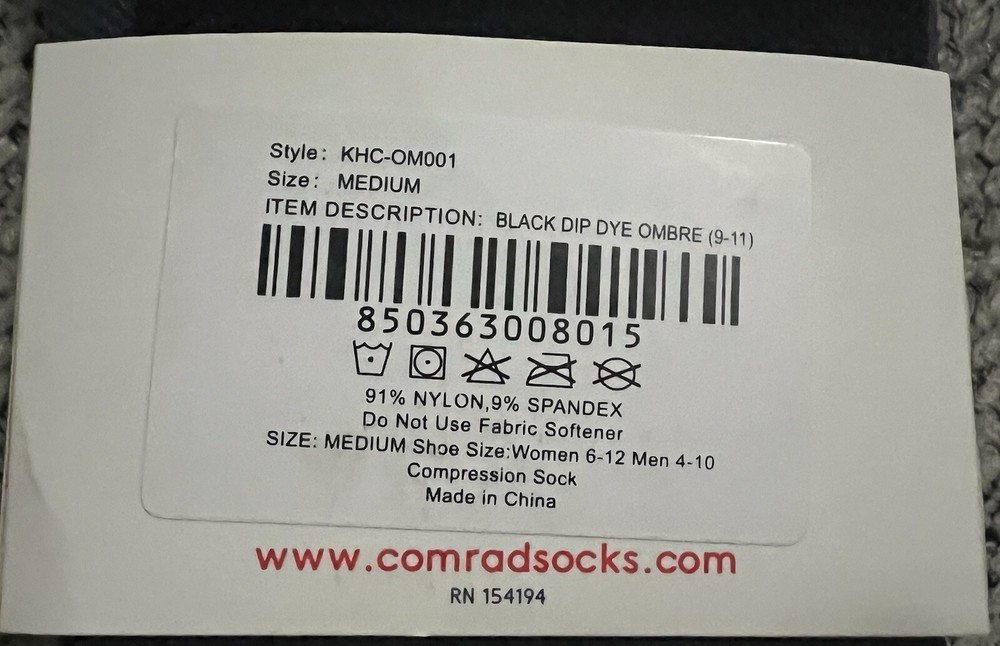 Style: KHC-OM001
Size: MEDIUM
ITEM DESCRIPTION: BLACK DIP DYE OMBRE (9-11)
850363008015
91% NYLON,9% SPANDEX
Do Not Use Fabric Softener
SIZE: MEDIUM Shoe Size:Women 6-12 Men 4-10
Compression Sock
Made in China
www.comradsocks.com
RN 154194